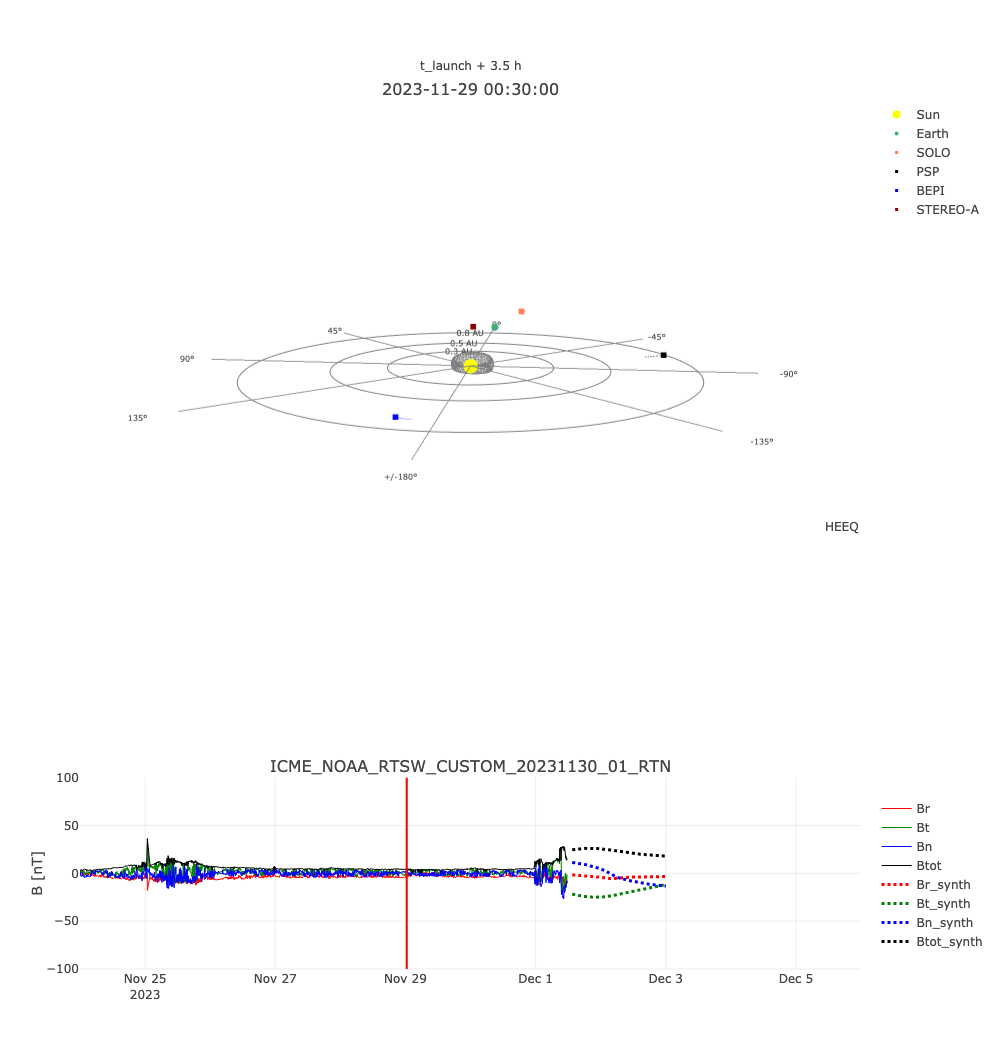 t_launch + 3.5 h
2023-11-29 00:30:00
Sun
Earth
SOLO
PSP
BEPI
STEREO-A
0°
45°
0.8 AU
-45°
0.5 AU
0.3 AU
90°
-90°
135°
-135°
+/-180°
HEEQ
ICME_NOAA_RTSW_CUSTOM_20231130_01_RTN
B [nT]
100
50
0
−50
−100
Nov 25
2023
Nov 27
Nov 29
Dec 1
Dec 3
Dec 5
Br
Bt
Bn
Btot
Br_synth
Bt_synth
Bn_synth
Btot_synth